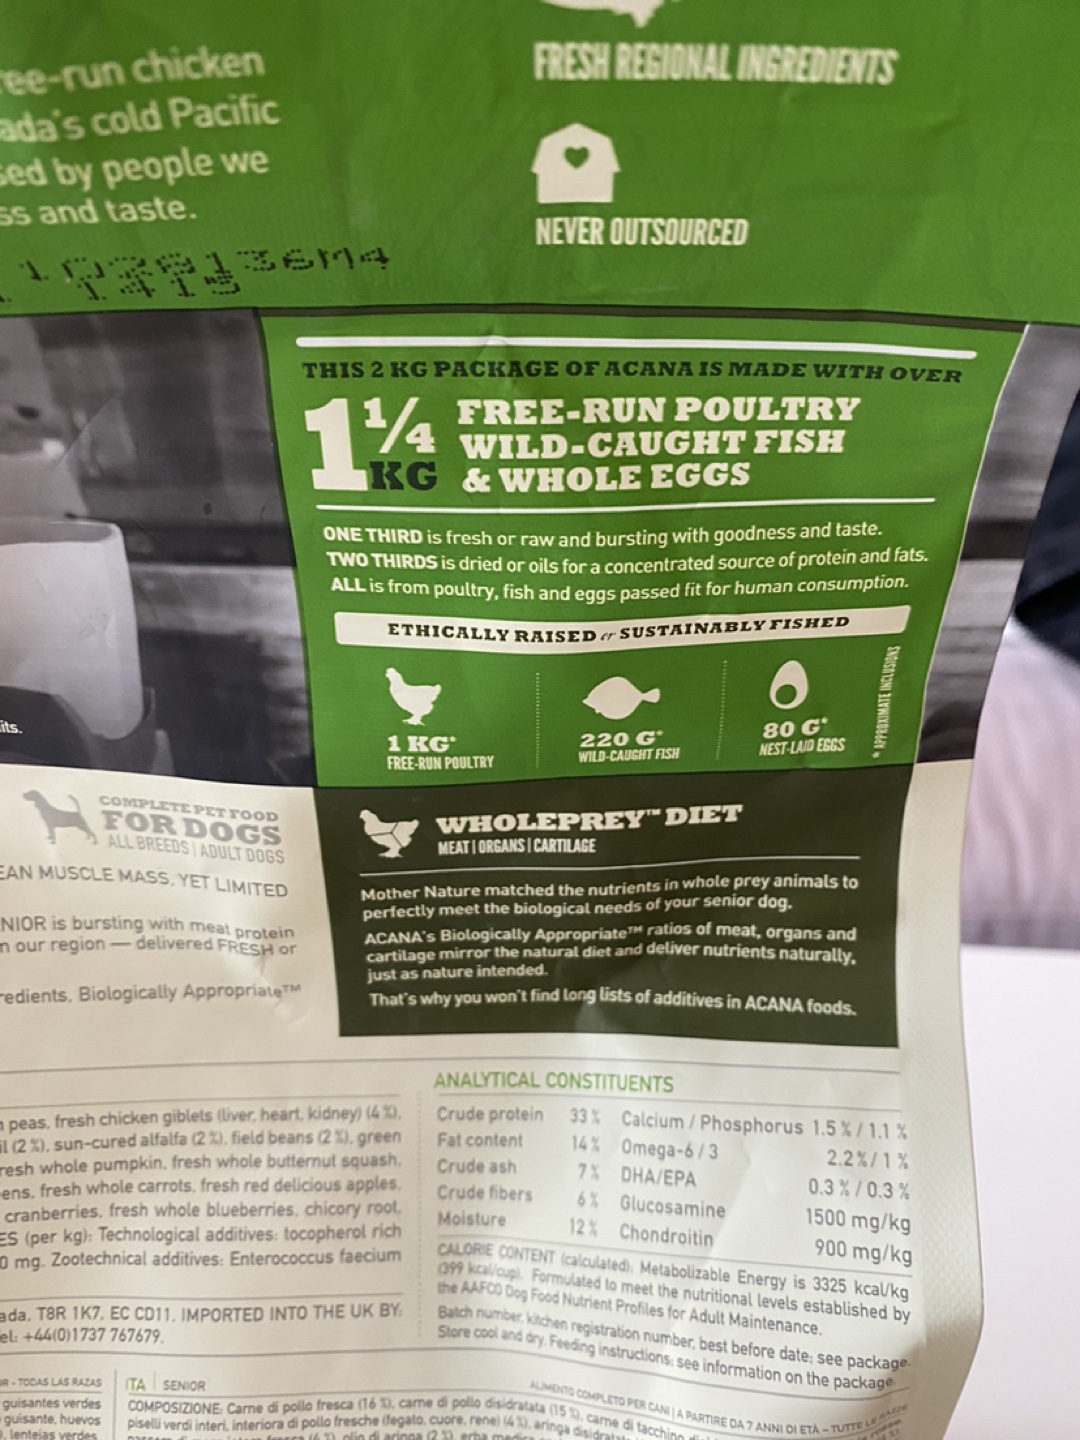 ee-run chicken
ada's cold Pacific
sed by people we
ss and taste.
FRESH REGIONAL INGREDIENTS
NEVER OUTSOURCED
THIS 2 KG PACKAGE OF ACANA IS MADE WITH OVER
1 1/4 KG
FREE-RUN POULTRY
WILD-CAUGHT FISH
& WHOLE EGGS
ONE THIRD is fresh or raw and bursting with goodness and taste.
TWO THIRDS is dried or oils for a concentrated source of protein and fats.
ALL is from poultry, fish and eggs passed fit for human consumption.
ETHICALLY RAISED or SUSTAINABLY FISHED
1 KG*
FREE-RUN POULTRY
220 G*
WILD-CAUGHT FISH
80 G*
NEST-LAID EGGS
* APPROXIMATE INCLUSIONS
its.
COMPLETE PET FOOD
FOR DOGS
ALL BREEDS | ADULT DOGS
EAN MUSCLE MASS, YET LIMITED
NIOR is bursting with meat protein
n our region — delivered FRESH or
redients. Biologically Appropriate™
WHOLEPREY™ DIET
MEAT | ORGANS | CARTILAGE
Mother Nature matched the nutrients in whole prey animals to
perfectly meet the biological needs of your senior dog.
ACANA's Biologically Appropriate™ ratios of meat, organs and
cartilage mirror the natural diet and deliver nutrients naturally,
just as nature intended.
That's why you won't find long lists of additives in ACANA foods.
peas, fresh chicken giblets (liver, heart, kidney) (4 %),
il (2 %), sun-cured alfalfa (2 %), field beans (2 %), green
resh whole pumpkin, fresh whole butternut squash,
ens, fresh whole carrots, fresh red delicious apples,
cranberries, fresh whole blueberries, chicory root,
ES (per kg): Technological additives: tocopherol rich
0 mg. Zootechnical additives: Enterococcus faecium
ada. T8R 1K7. EC CD11. IMPORTED INTO THE UK BY:
el: +44(0)1737 767679.
ANALYTICAL CONSTITUENTS
Crude protein 33 %
Fat content 14 %
Crude ash 7 %
Crude fibers 6 %
Moisture 12 %
Calcium / Phosphorus 1.5 % / 1.1 %
Omega-6 / 3 2.2% / 1 %
DHA/EPA 0.3 % / 0.3 %
Glucosamine 1500 mg/kg
Chondroitin 900 mg/kg
CALORIE CONTENT (calculated): Metabolizable Energy is 3325 kcal/kg
(399 kcal/cup). Formulated to meet the nutritional levels established by
the AAFCO Dog Food Nutrient Profiles for Adult Maintenance.
Batch number, kitchen registration number, best before date: see package.
Store cool and dry. Feeding instructions: see information on the package.
OR - TODAS LAS RAZAS
guisantes verdes
guisante, huevos
lentejas verdes
ITA | SENIOR
ALIMENTO COMPLETO PER CANI | A PARTIRE DA 7 ANNI DI ETÀ - TUTTE LE RAZZE
COMPOSIZIONE: Carne di pollo fresca (16 %), carne di pollo disidratata (15 %), carne di tacchino
piselli verdi interi, interiora di pollo fresche (fegato, cuore, rene) (4 %), aringa